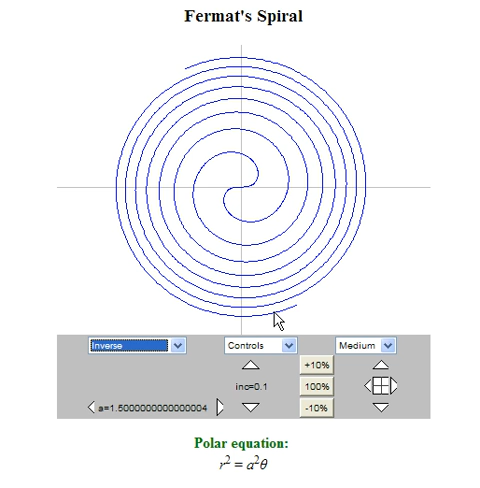 Fermat's Spiral
Inverse Controls Medium
+10%
inc=0.1 100%
a=1.5000000000000004 -10%
Polar equation:
r² = a²θ